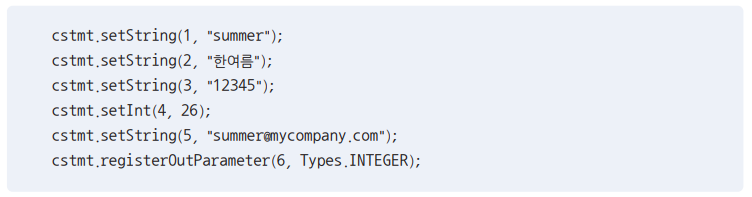 cstmt.setString(1, "summer");
cstmt.setString(2, "한여름");
cstmt.setString(3, "12345");
cstmt.setInt(4, 26);
cstmt.setString(5, "summer@mycompany.com");
cstmt.registerOutParameter(6, Types.INTEGER);